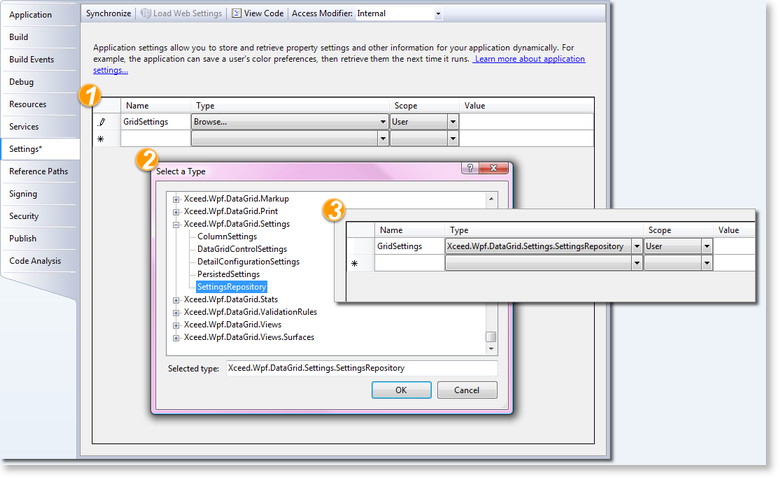 Application
Build
Build Events
Debug
Resources
Services
Settings*
Reference Paths
Signing
Security
Publish
Code Analysis
Synchronize Load Web Settings View Code Access Modifier: Internal
Application settings allow you to store and retrieve property settings and other information for your application dynamically. For
example, the application can save a user's color preferences, then retrieve them the next time it runs. Learn more about application
settings...
1
Name Type Scope Value
GridSettings Browse... User
2
Select a Type
Xceed.Wpf.DataGrid.Markup
Xceed.Wpf.DataGrid.Print
Xceed.Wpf.DataGrid.Settings
ColumnSettings
DataGridControlSettings
DetailConfigurationSettings
PersistedSettings
SettingsRepository
Xceed.Wpf.DataGrid.Stats
Xceed.Wpf.DataGrid.ValidationRules
Xceed.Wpf.DataGrid.Views
Xceed.Wpf.DataGrid.Views.Surfaces
Selected type: Xceed.Wpf.DataGrid.Settings.SettingsRepository
OK Cancel
3
Name Type Scope Value
GridSettings Xceed.Wpf.DataGrid.Settings.SettingsRepository User